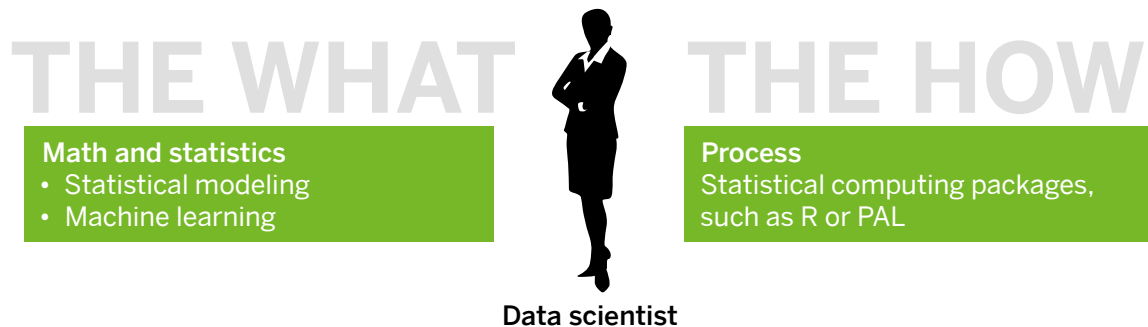 THE WHAT
Math and statistics
• Statistical modeling
• Machine learning
THE HOW
Process
Statistical computing packages,
such as R or PAL
Data scientist